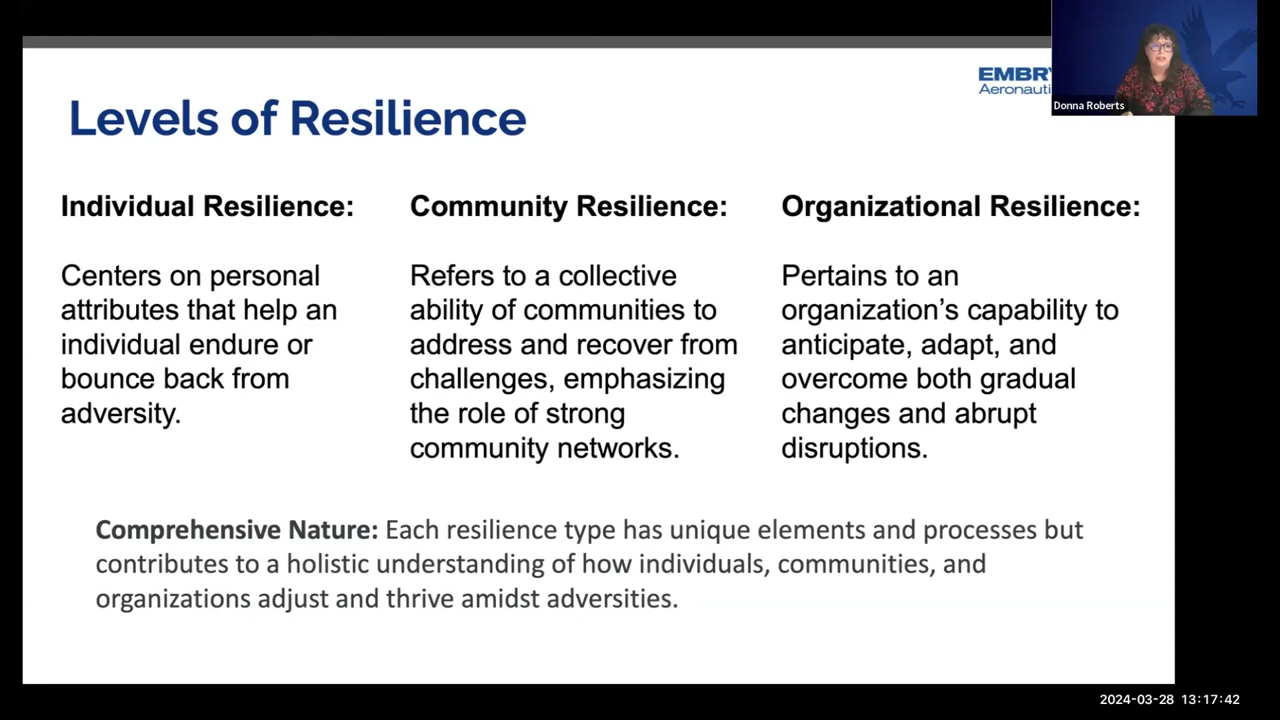 EMBRY
Aeronauti
Donna Roberts
Levels of Resilience
Individual Resilience:
Centers on personal
attributes that help an
individual endure or
bounce back from
adversity.
Community Resilience:
Refers to a collective
ability of communities to
address and recover from
challenges, emphasizing
the role of strong
community networks.
Organizational Resilience:
Pertains to an
organization’s capability to
anticipate, adapt, and
overcome both gradual
changes and abrupt
disruptions.
Comprehensive Nature: Each resilience type has unique elements and processes but
contributes to a holistic understanding of how individuals, communities, and
organizations adjust and thrive amidst adversities.
2024-03-28 13:17:42